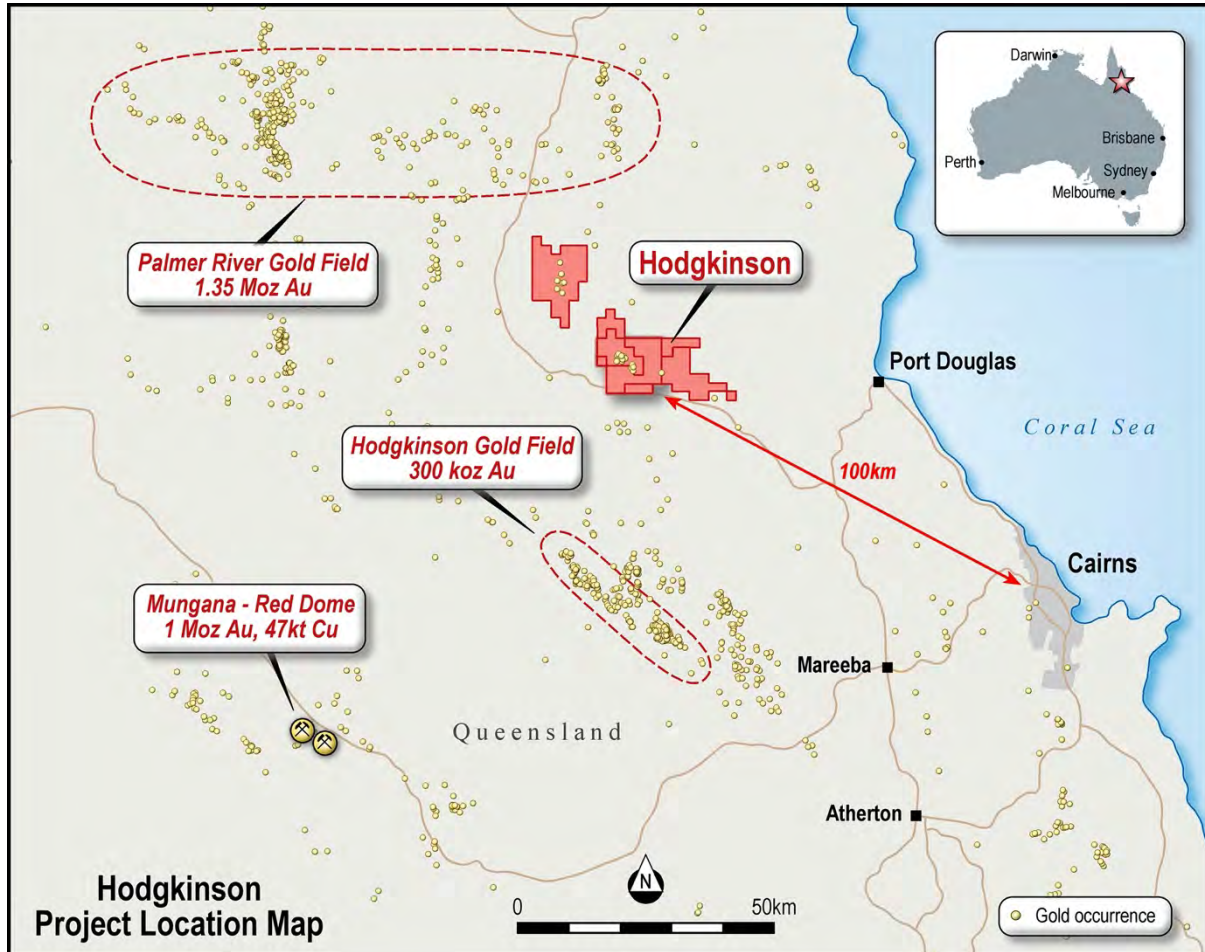 Darwin
Brisbane
Perth
Sydney
Melbourne
Palmer River Gold Field
1.35 Moz Au
Hodgkinson
Port Douglas
Coral Sea
Hodgkinson Gold Field
300 koz Au
100km
Cairns
Mungana - Red Dome
1 Moz Au, 47kt Cu
Mareeba
Queensland
Atherton
Hodgkinson
Project Location Map
N
0
50km
Gold occurrence